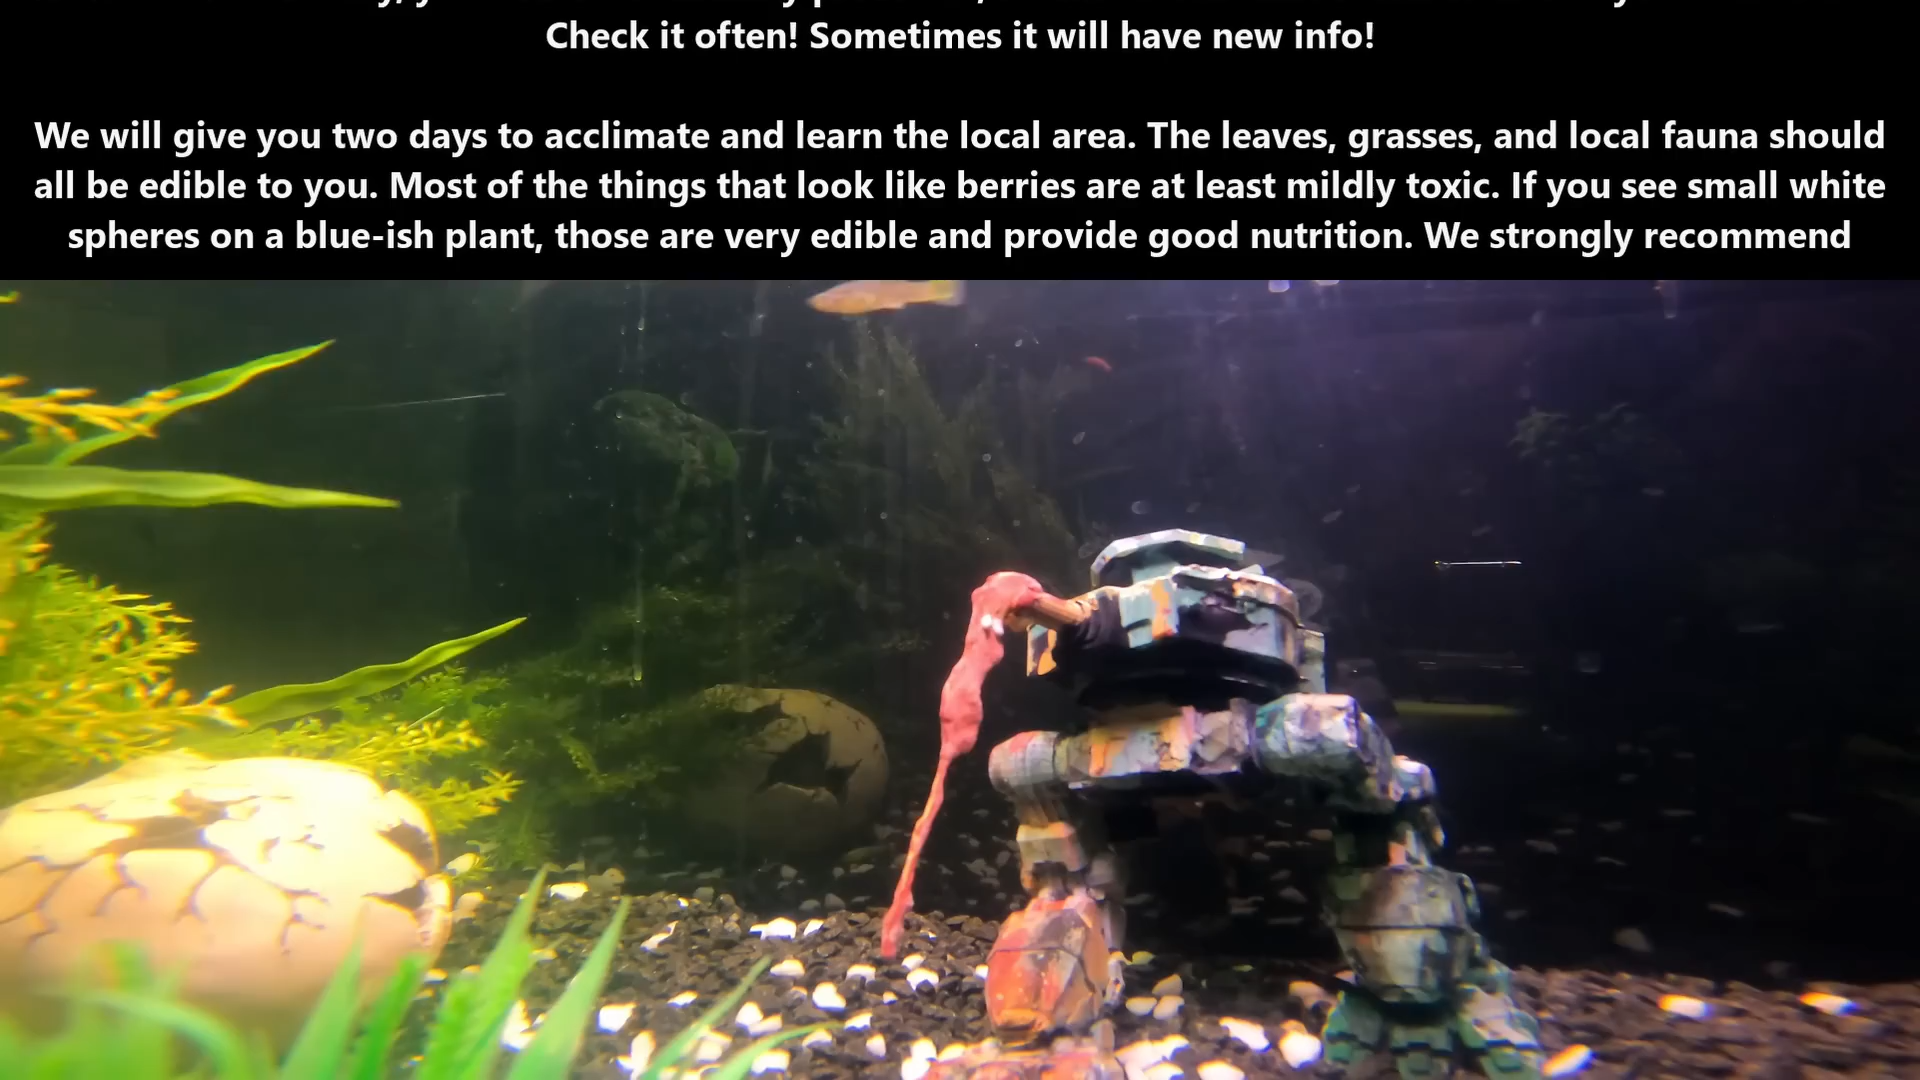 Check it often! Sometimes it will have new info!
We will give you two days to acclimate and learn the local area. The leaves, grasses, and local fauna should
all be edible to you. Most of the things that look like berries are at least mildly toxic. If you see small white
spheres on a blue-ish plant, those are very edible and provide good nutrition. We strongly recommend